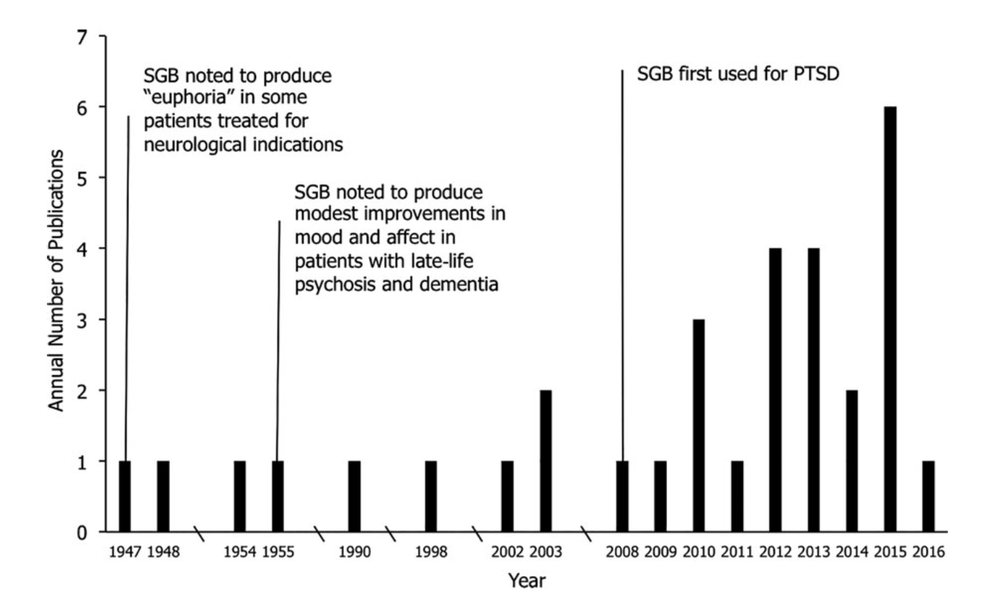 7
6
5
4
3
2
1
0
Annual Number of Publications
SGB noted to produce
“euphoria” in some
patients treated for
neurological indications
SGB noted to produce
modest improvements in
mood and affect in
patients with late-life
psychosis and dementia
SGB first used for PTSD
1947 1948 1954 1955 1990 1998 2002 2003 2008 2009 2010 2011 2012 2013 2014 2015 2016
Year